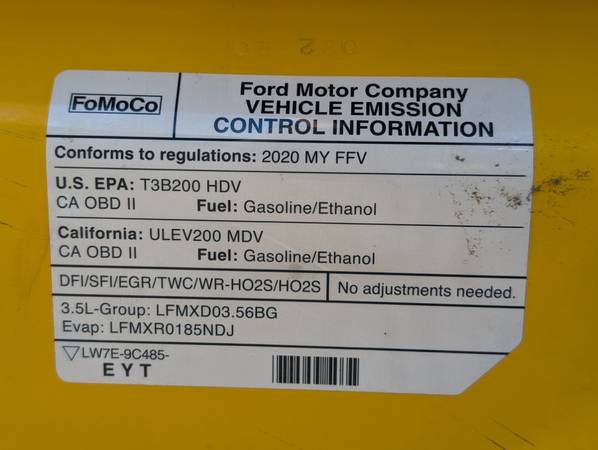 FoMoCo
Ford Motor Company
VEHICLE EMISSION
CONTROL INFORMATION
Conforms to regulations: 2020 MY FFV
U.S. EPA: T3B200 HDV
CA OBD II Fuel: Gasoline/Ethanol
California: ULEV200 MDV
CA OBD II Fuel: Gasoline/Ethanol
DFI/SFI/EGR/TWC/WR-HO2S/HO2S No adjustments needed.
3.5L-Group: LFMXD03.56BG
Evap: LFMXR0185NDJ
LW7E-9C485-
EYT